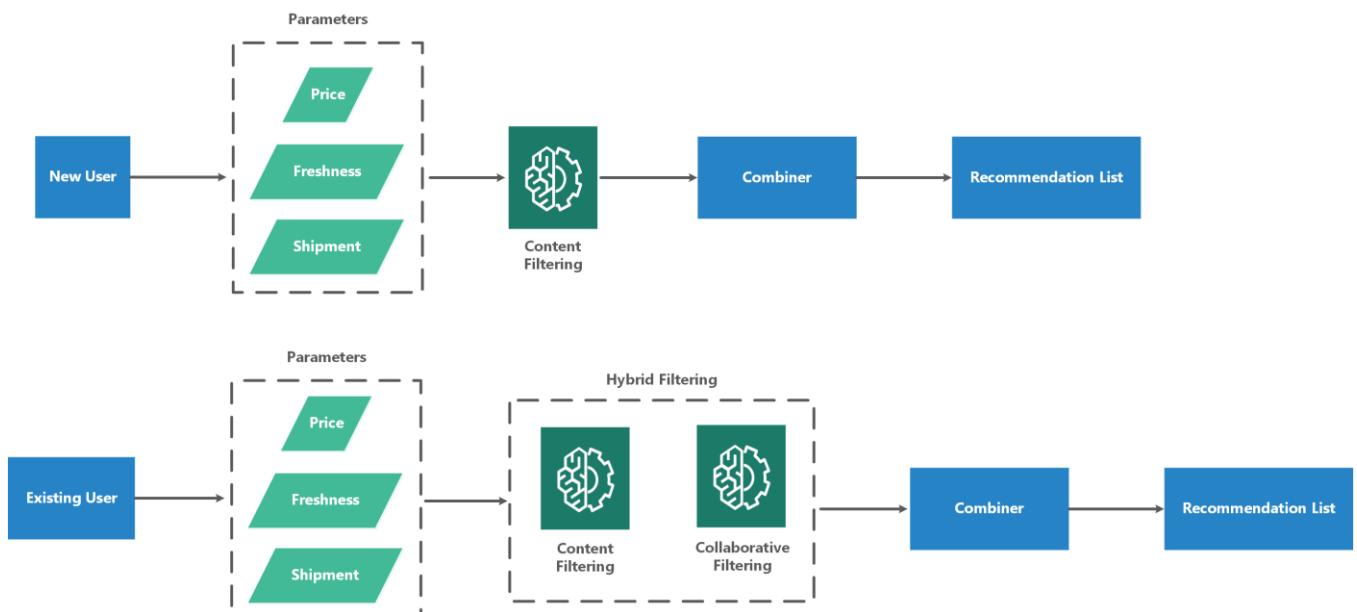 Parameters
Price
New User
Freshness
Combiner
Recommendation List
Shipment
Content
Filtering
Parameters
Hybrid Filtering
Price
Existing User
Freshness
Combiner
Recommendation List
Content
Filtering
Collaborative
Filtering
Shipment